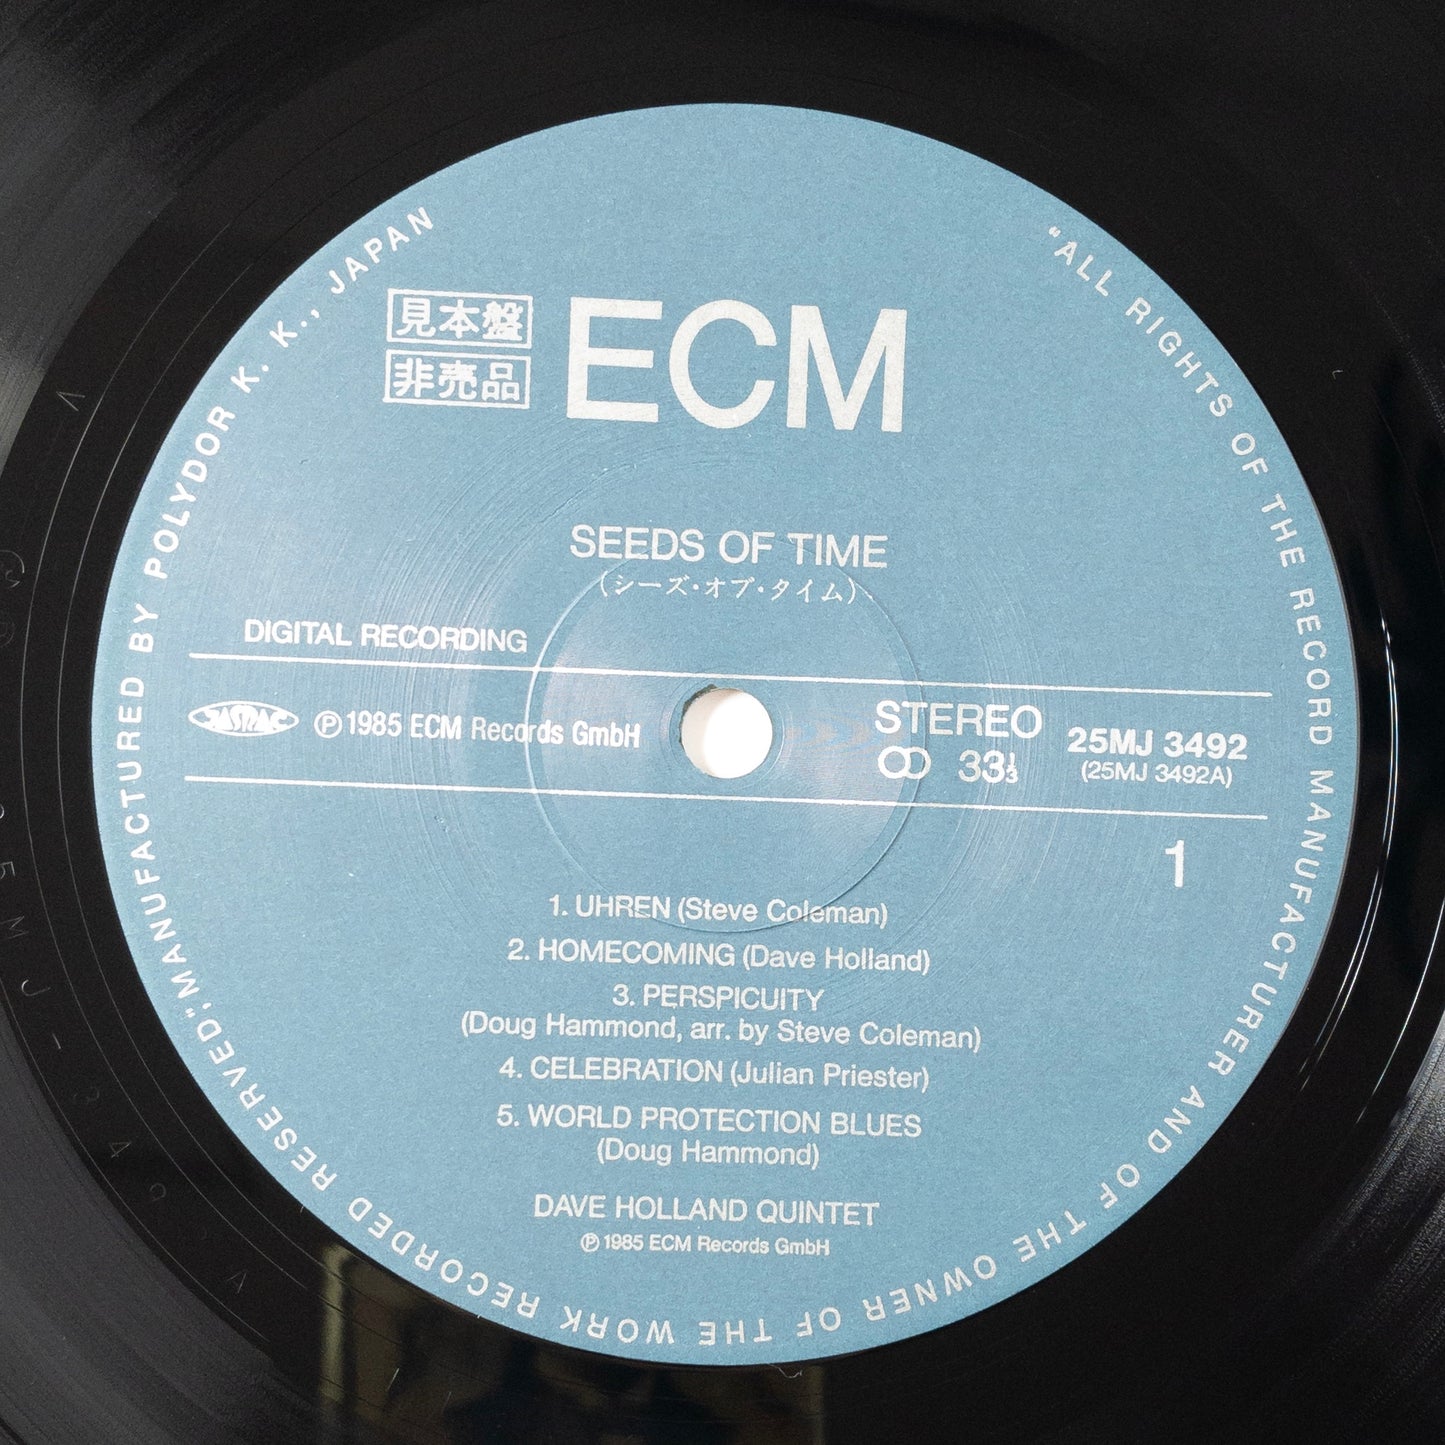 見本盤
非売品
ECM
SEEDS OF TIME
(シーズ・オブ・タイム)
DIGITAL RECORDING
JASRAC
℗ 1985 ECM Records GmbH
STEREO
33⅓
25MJ 3492
(25MJ 3492A)
1
1. UHREN (Steve Coleman)
2. HOMECOMING (Dave Holland)
3. PERSPICUITY
(Doug Hammond, arr. by Steve Coleman)
4. CELEBRATION (Julian Priester)
5. WORLD PROTECTION BLUES
(Doug Hammond)
DAVE HOLLAND QUINTET
℗ 1985 ECM Records GmbH
"ALL RIGHTS OF THE RECORD MANUFACTURER AND OF THE OWNER OF THE WORK RECORDED RESERVED," MANUFACTURED BY POLYDOR K. K., JAPAN